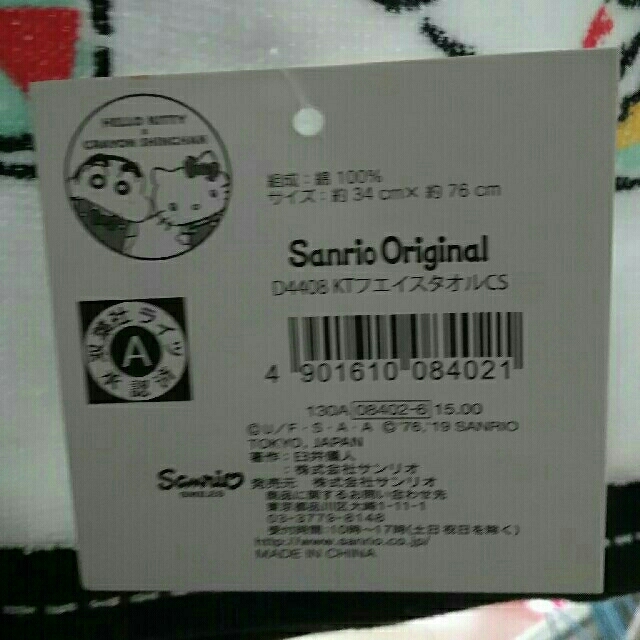 HELLO KITTY
×
CRAYON SHINCHAN
組成：綿 100%
サイズ：約 34 cm× 約 76 cm
Sanrio Original
D4408 KTフェイスタオルCS
A
4 901610 084021
130A 08402-6 15.00
©U／F・S・A・A ©'76,'19 SANRIO
TOKYO, JAPAN
著作：臼井儀人
：株式会社サンリオ
Sanrio
発売元：株式会社サンリオ
商品に関するお問い合わせ先
東京都品川区大崎1-11-1
受付時間 10時〜17時(土日祝日を除く)
http://www.sanrio.co.jp/
MADE IN CHINA